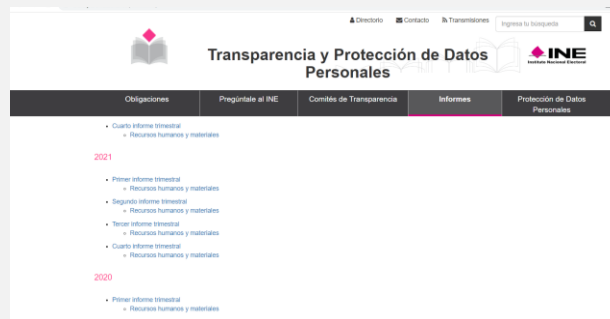 Directorio Contacto Transmisiones Ingresa tu búsqueda
Transparencia y Protección de Datos
Personales
INE
Instituto Nacional Electoral
Obligaciones Pregúntale al INE Comités de Transparencia Informes Protección de Datos
Personales
Cuarto informe trimestral
Recursos humanos y materiales
2021
Primer informe trimestral
Recursos humanos y materiales
Segundo informe trimestral
Recursos humanos y materiales
Tercer informe trimestral
Recursos humanos y materiales
Cuarto informe trimestral
Recursos humanos y materiales
2020
Primer informe trimestral
Recursos humanos y materiales